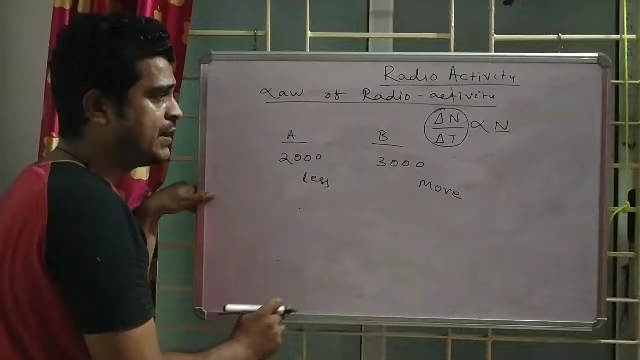 Radio Activity
Law of Radio-activity
ΔN/ΔT ∝ N
A B
2000 3000
less more